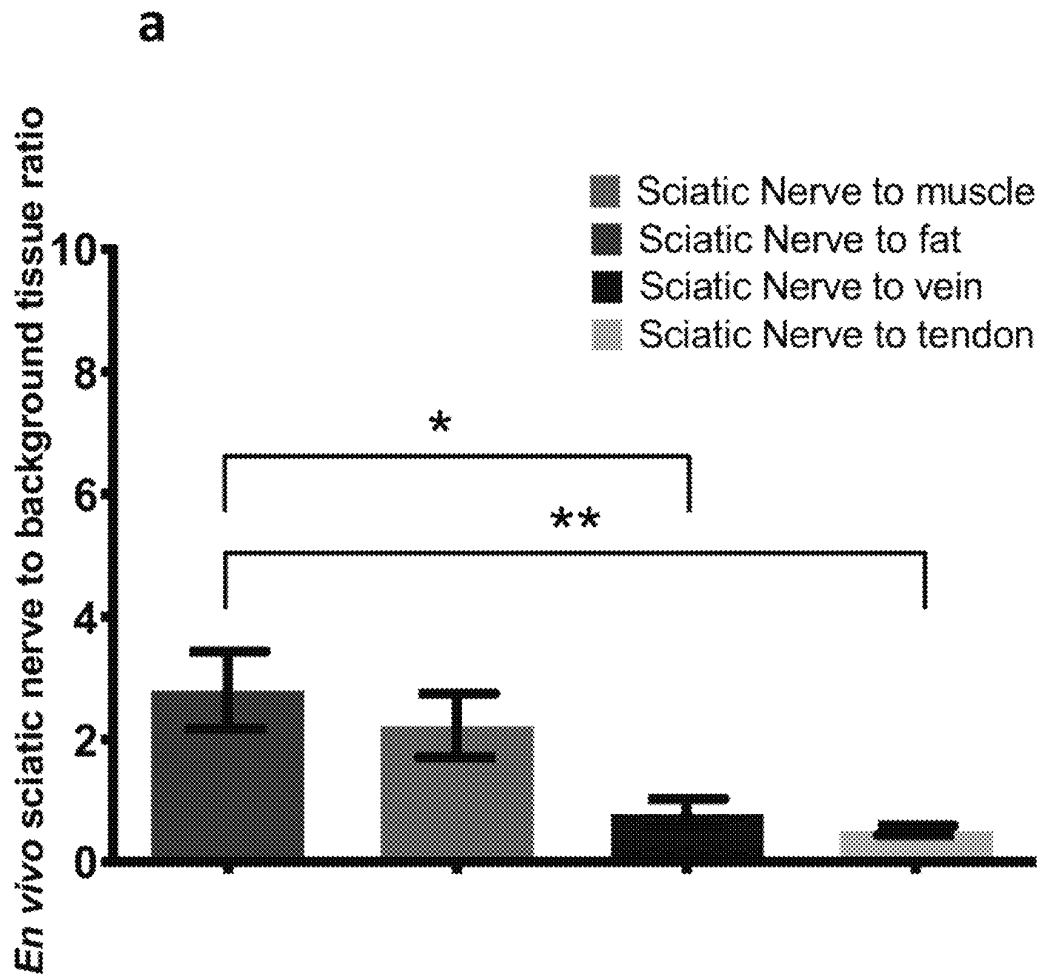 a
En vivo sciatic nerve to background tissue ratio
Sciatic Nerve to muscle
Sciatic Nerve to fat
Sciatic Nerve to vein
Sciatic Nerve to tendon
10
8
6
4
2
0
*
**